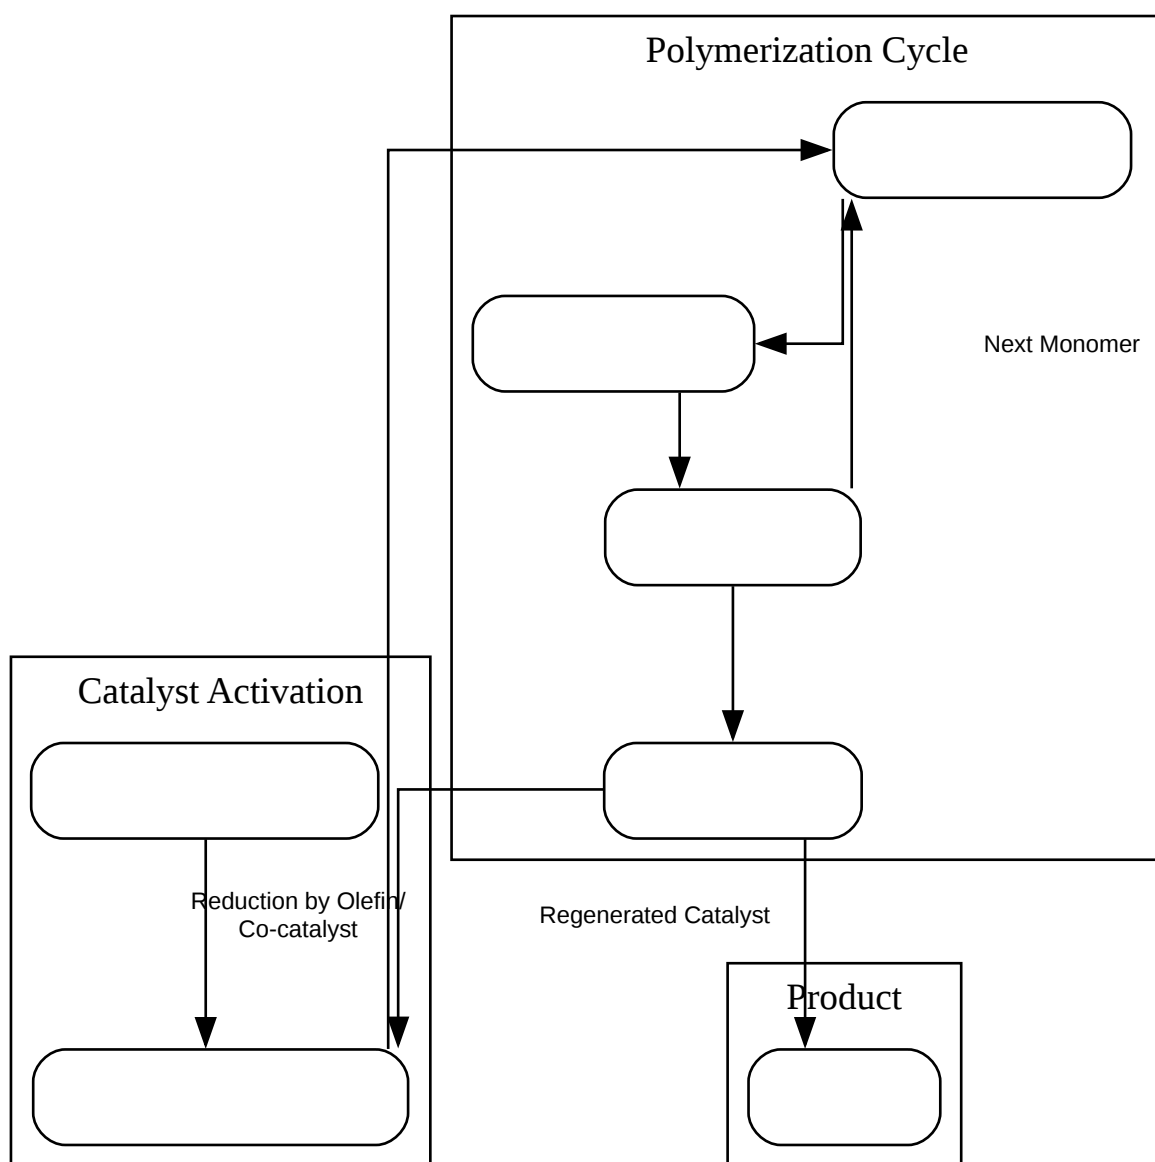 Polymerization Cycle
Next Monomer
Catalyst Activation
Reduction by Olefin/
Co-catalyst
Regenerated Catalyst
Product